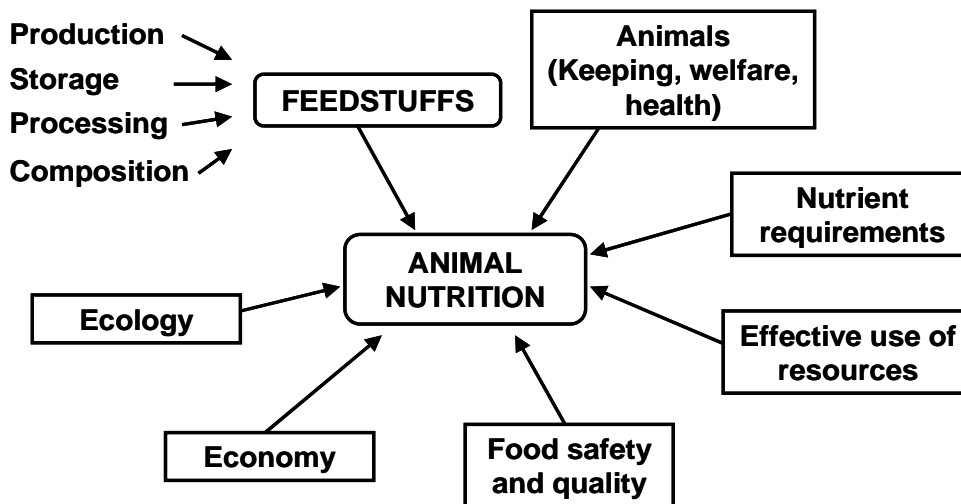 Production
Storage
Processing
Composition
FEEDSTUFFS
Animals
(Keeping, welfare,
health)
Nutrient
requirements
ANIMAL
NUTRITION
Ecology
Effective use of
resources
Economy
Food safety
and quality